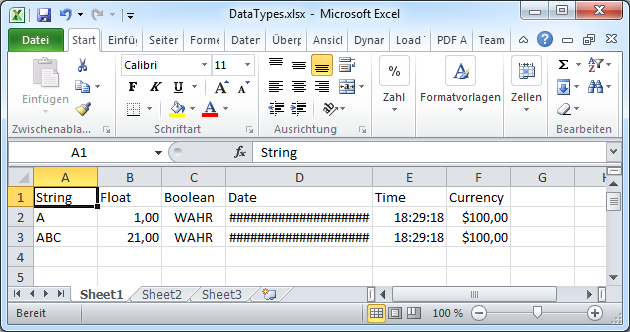 DataTypes.xlsx - Microsoft Excel
Datei Start Einfüg Seiter Forme Daten Überp Ansicl Dynar Load T PDF A Team
Calibri 11
Einfügen F K U A A % Zahl Formatvorlagen Zellen
Zwischenabla... Schriftart Ausrichtung Bearbeiten
A1 fx String
A B C D E F G H
1 String Float Boolean Date Time Currency
2 A 1,00 WAHR #################### 18:29:18 $100,00
3 ABC 21,00 WAHR #################### 18:29:18 $100,00
4
5
Sheet1 Sheet2 Sheet3
Bereit 100 %